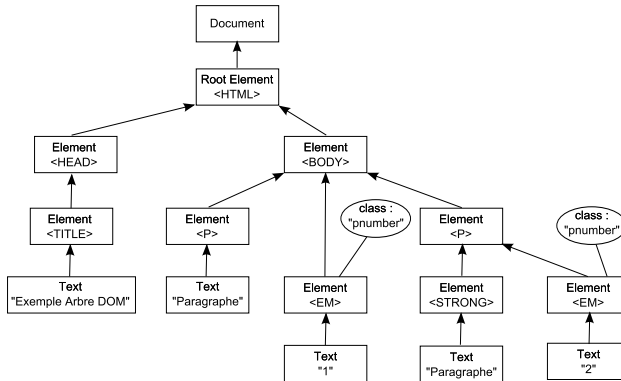 Document
Root Element
<HTML>
Element
<HEAD>
Element
<BODY>
Element
<TITLE>
Element
<P>
class :
"pnumber"
Element
<P>
class :
"pnumber"
Text
"Exemple Arbre DOM"
Text
"Paragraphe"
Element
<EM>
Element
<STRONG>
Element
<EM>
Text
"1"
Text
"Paragraphe"
Text
"2"